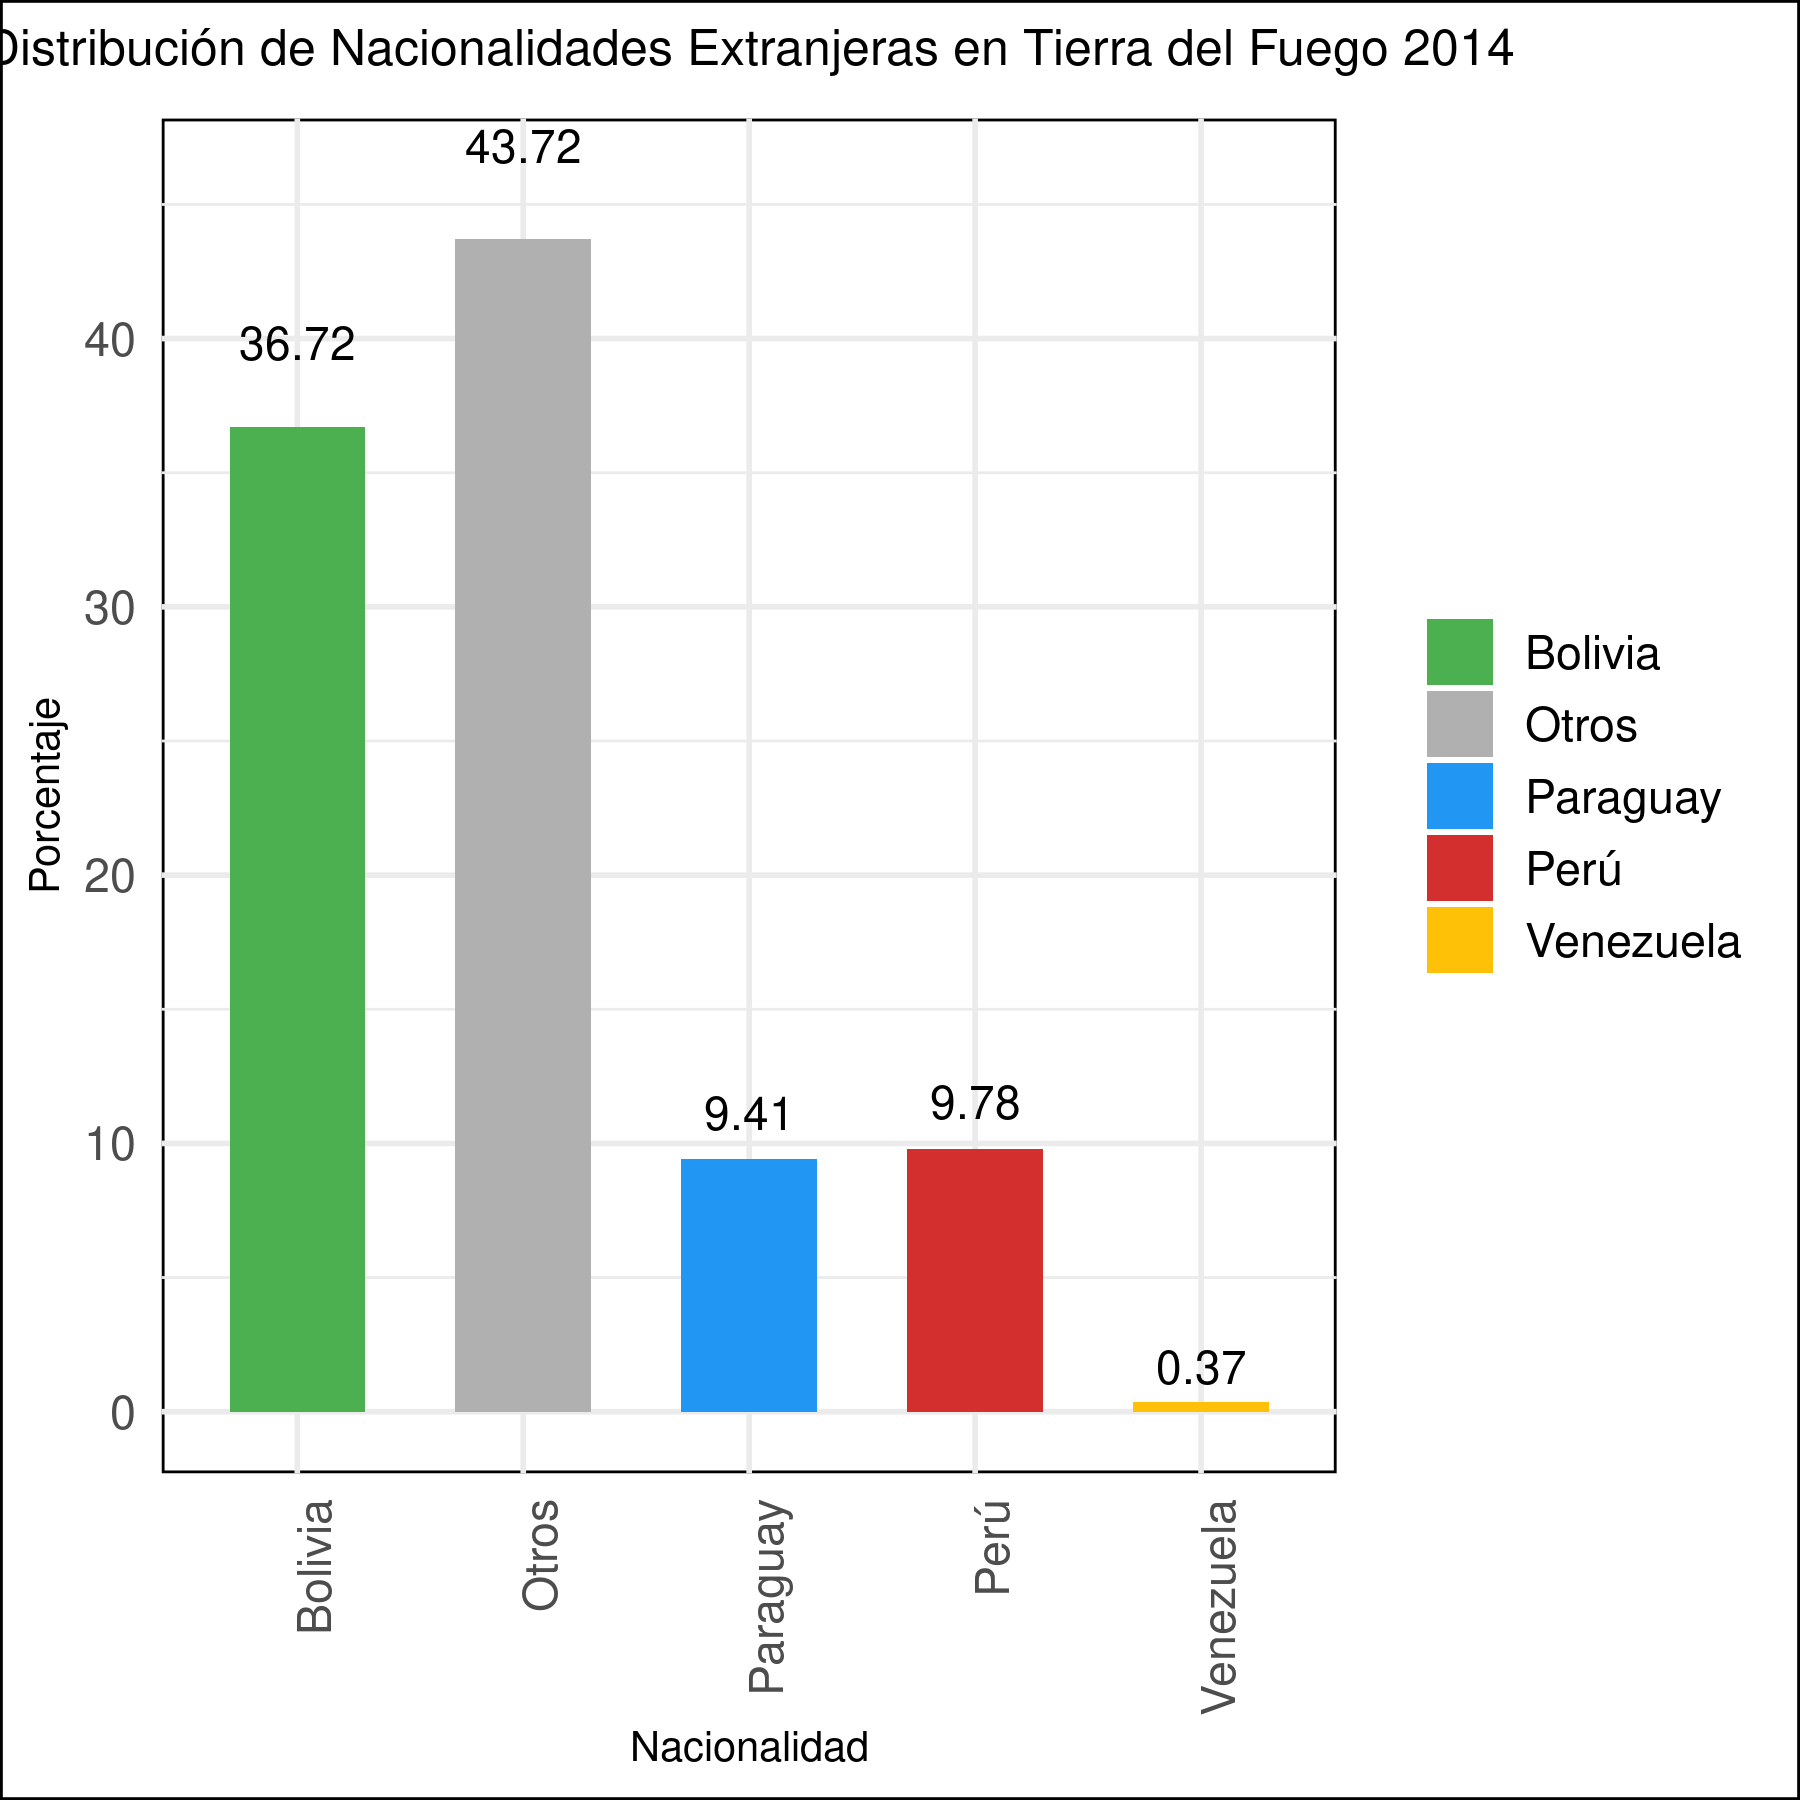 Distribución de Nacionalidades Extranjeras en Tierra del Fuego 2014
43.72
36.72
9.41
9.78
0.37
40
30
20
10
0
Porcentaje
Bolivia
Otros
Paraguay
Perú
Venezuela
Nacionalidad
Bolivia
Otros
Paraguay
Perú
Venezuela